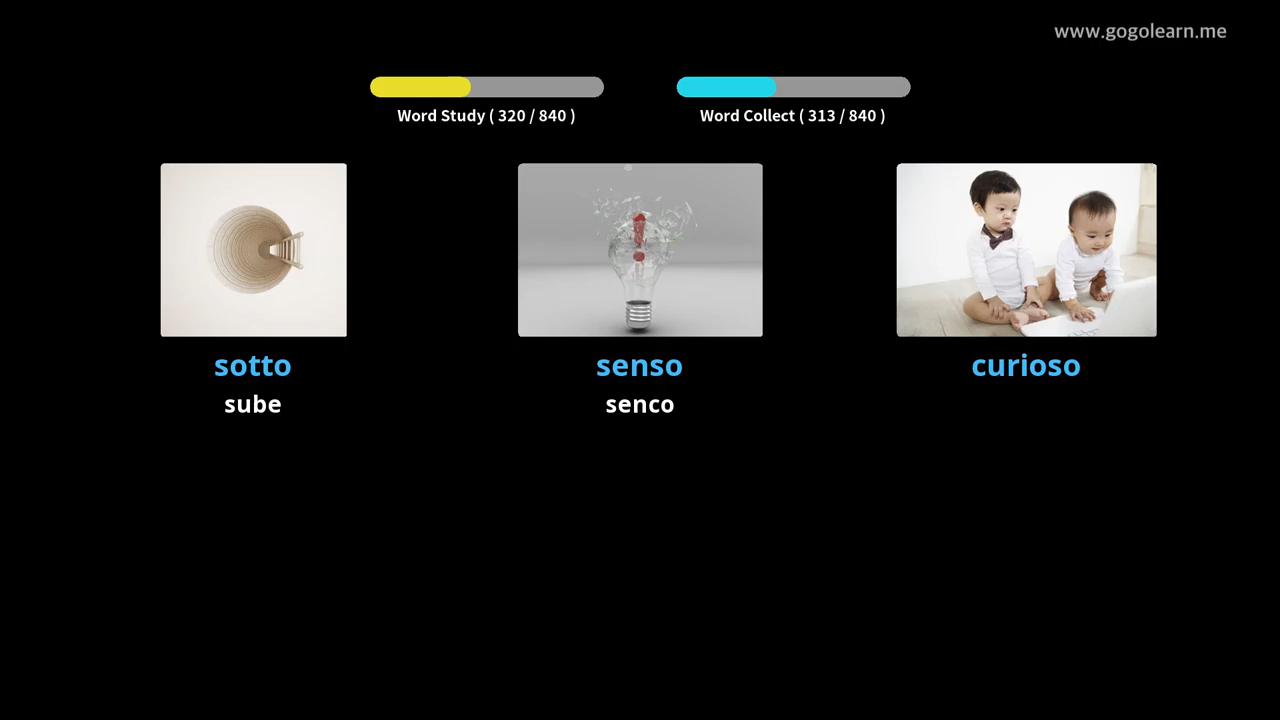 www.gogolearn.me
Word Study ( 320 / 840 )
Word Collect ( 313 / 840 )
sotto
senso
curioso
sube
senco